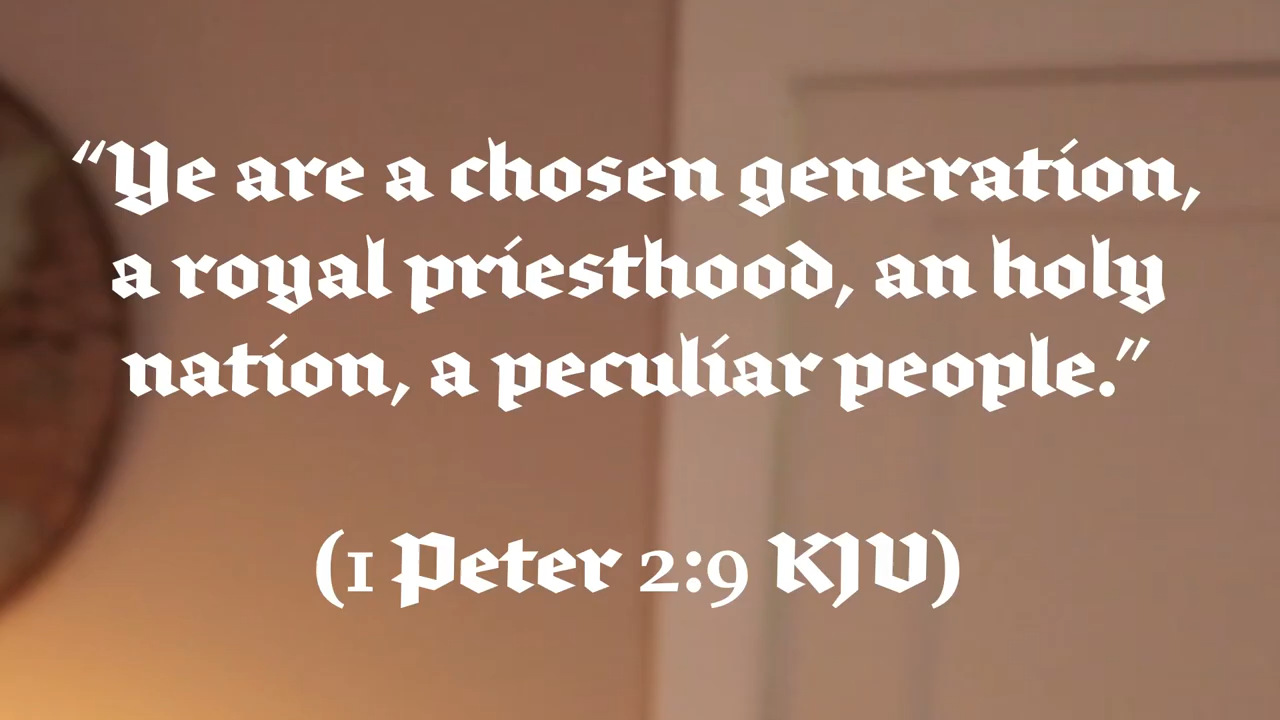 “Ye are a chosen generation,
a royal priesthood, an holy
nation, a peculiar people.”
(1 Peter 2:9 KJV)